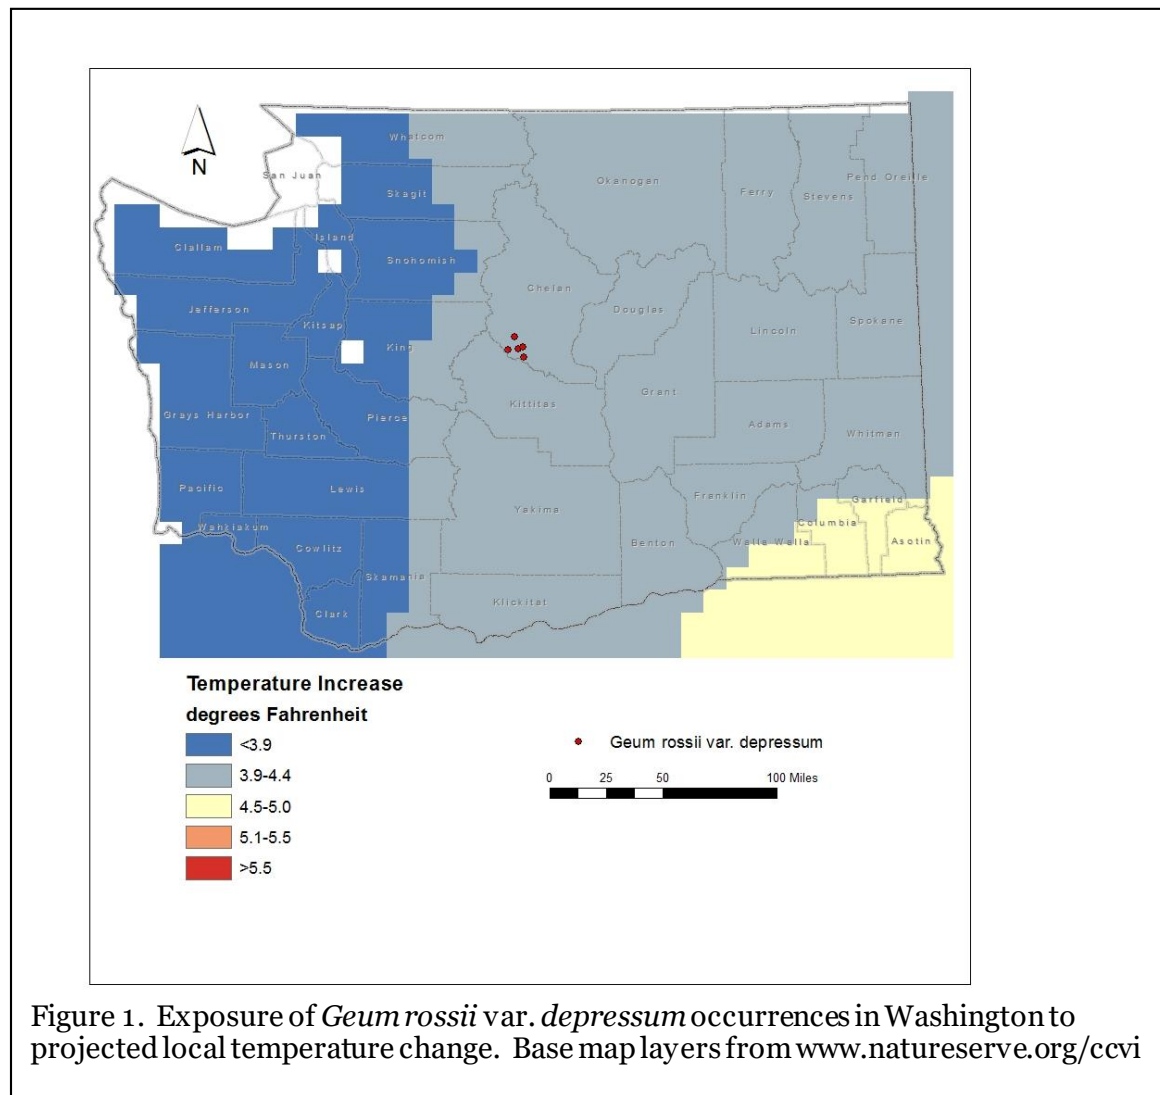 N
Whatcom
San Juan
Skagit
Okanogan
Ferry
Stevens
Pend Oreille
Island
Clallam
Snohomish
Chelan
Jefferson
Douglas
Kitsap
Lincoln
Spokane
King
Mason
Grant
Kittitas
Grays Harbor
Pierce
Adams
Whitman
Thurston
Pacific
Lewis
Yakima
Franklin
Garfield
Wahkiakum
Columbia
Cowlitz
Benton
Walla Walla
Asotin
Skamania
Klickitat
Clark
Temperature Increase
degrees Fahrenheit
<3.9
3.9-4.4
4.5-5.0
5.1-5.5
>5.5
Geum rossii var. depressum
0 25 50 100 Miles
Figure 1. Exposure of Geum rossii var. depressum occurrences in Washington to
projected local temperature change. Base map layers from www.natureserve.org/ccvi